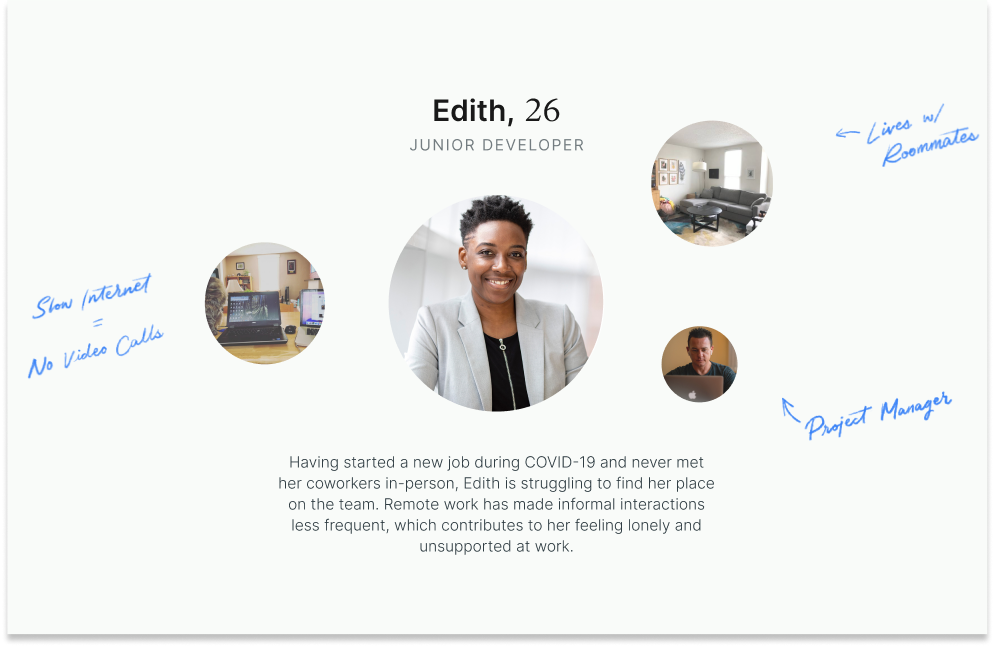 Edith, 26
JUNIOR DEVELOPER
← Lives w/
Roommates
Slow Internet
=
No Video Calls
Project Manager
Having started a new job during COVID-19 and never met
her coworkers in-person, Edith is struggling to find her place
on the team. Remote work has made informal interactions
less frequent, which contributes to her feeling lonely and
unsupported at work.